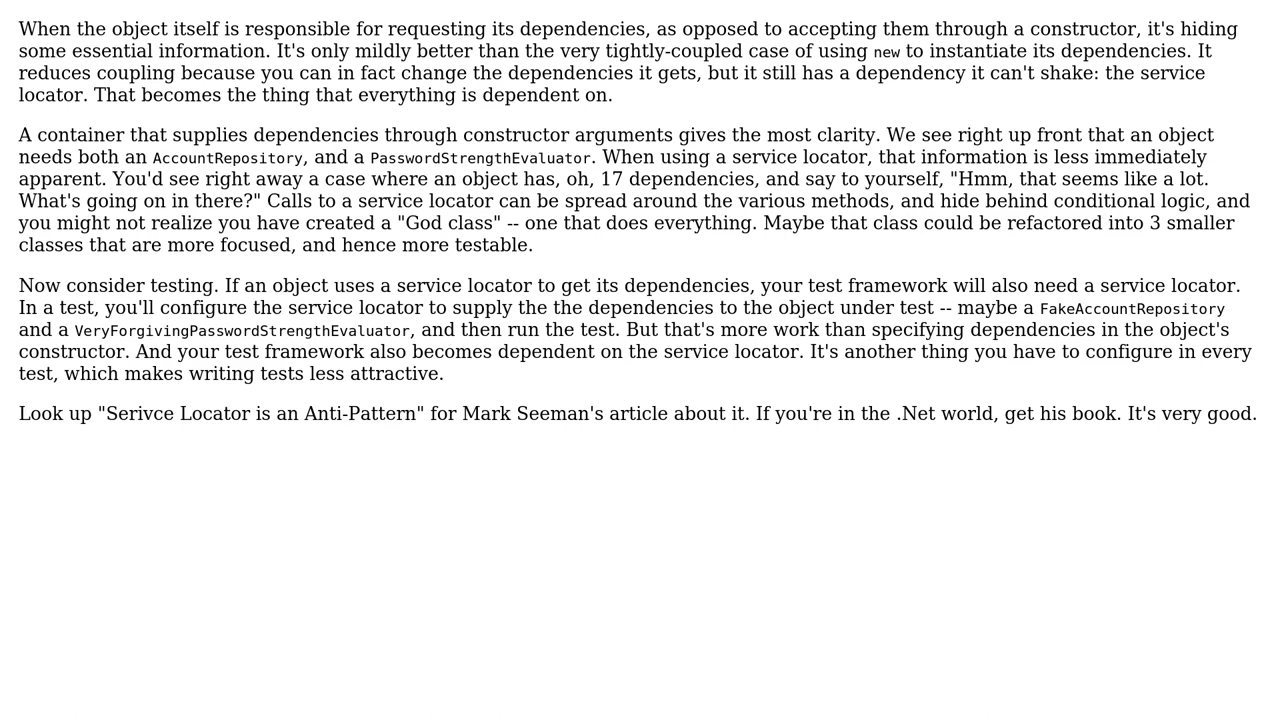 When the object itself is responsible for requesting its dependencies, as opposed to accepting them through a constructor, it's hiding
some essential information. It's only mildly better than the very tightly-coupled case of using new to instantiate its dependencies. It
reduces coupling because you can in fact change the dependencies it gets, but it still has a dependency it can't shake: the service
locator. That becomes the thing that everything is dependent on.
A container that supplies dependencies through constructor arguments gives the most clarity. We see right up front that an object
needs both an AccountRepository, and a PasswordStrengthEvaluator. When using a service locator, that information is less immediately
apparent. You'd see right away a case where an object has, oh, 17 dependencies, and say to yourself, "Hmm, that seems like a lot.
What's going on in there?" Calls to a service locator can be spread around the various methods, and hide behind conditional logic, and
you might not realize you have created a "God class" -- one that does everything. Maybe that class could be refactored into 3 smaller
classes that are more focused, and hence more testable.
Now consider testing. If an object uses a service locator to get its dependencies, your test framework will also need a service locator.
In a test, you'll configure the service locator to supply the the dependencies to the object under test -- maybe a FakeAccountRepository
and a VeryForgivingPasswordStrengthEvaluator, and then run the test. But that's more work than specifying dependencies in the object's
constructor. And your test framework also becomes dependent on the service locator. It's another thing you have to configure in every
test, which makes writing tests less attractive.
Look up "Serivce Locator is an Anti-Pattern" for Mark Seeman's article about it. If you're in the .Net world, get his book. It's very good.